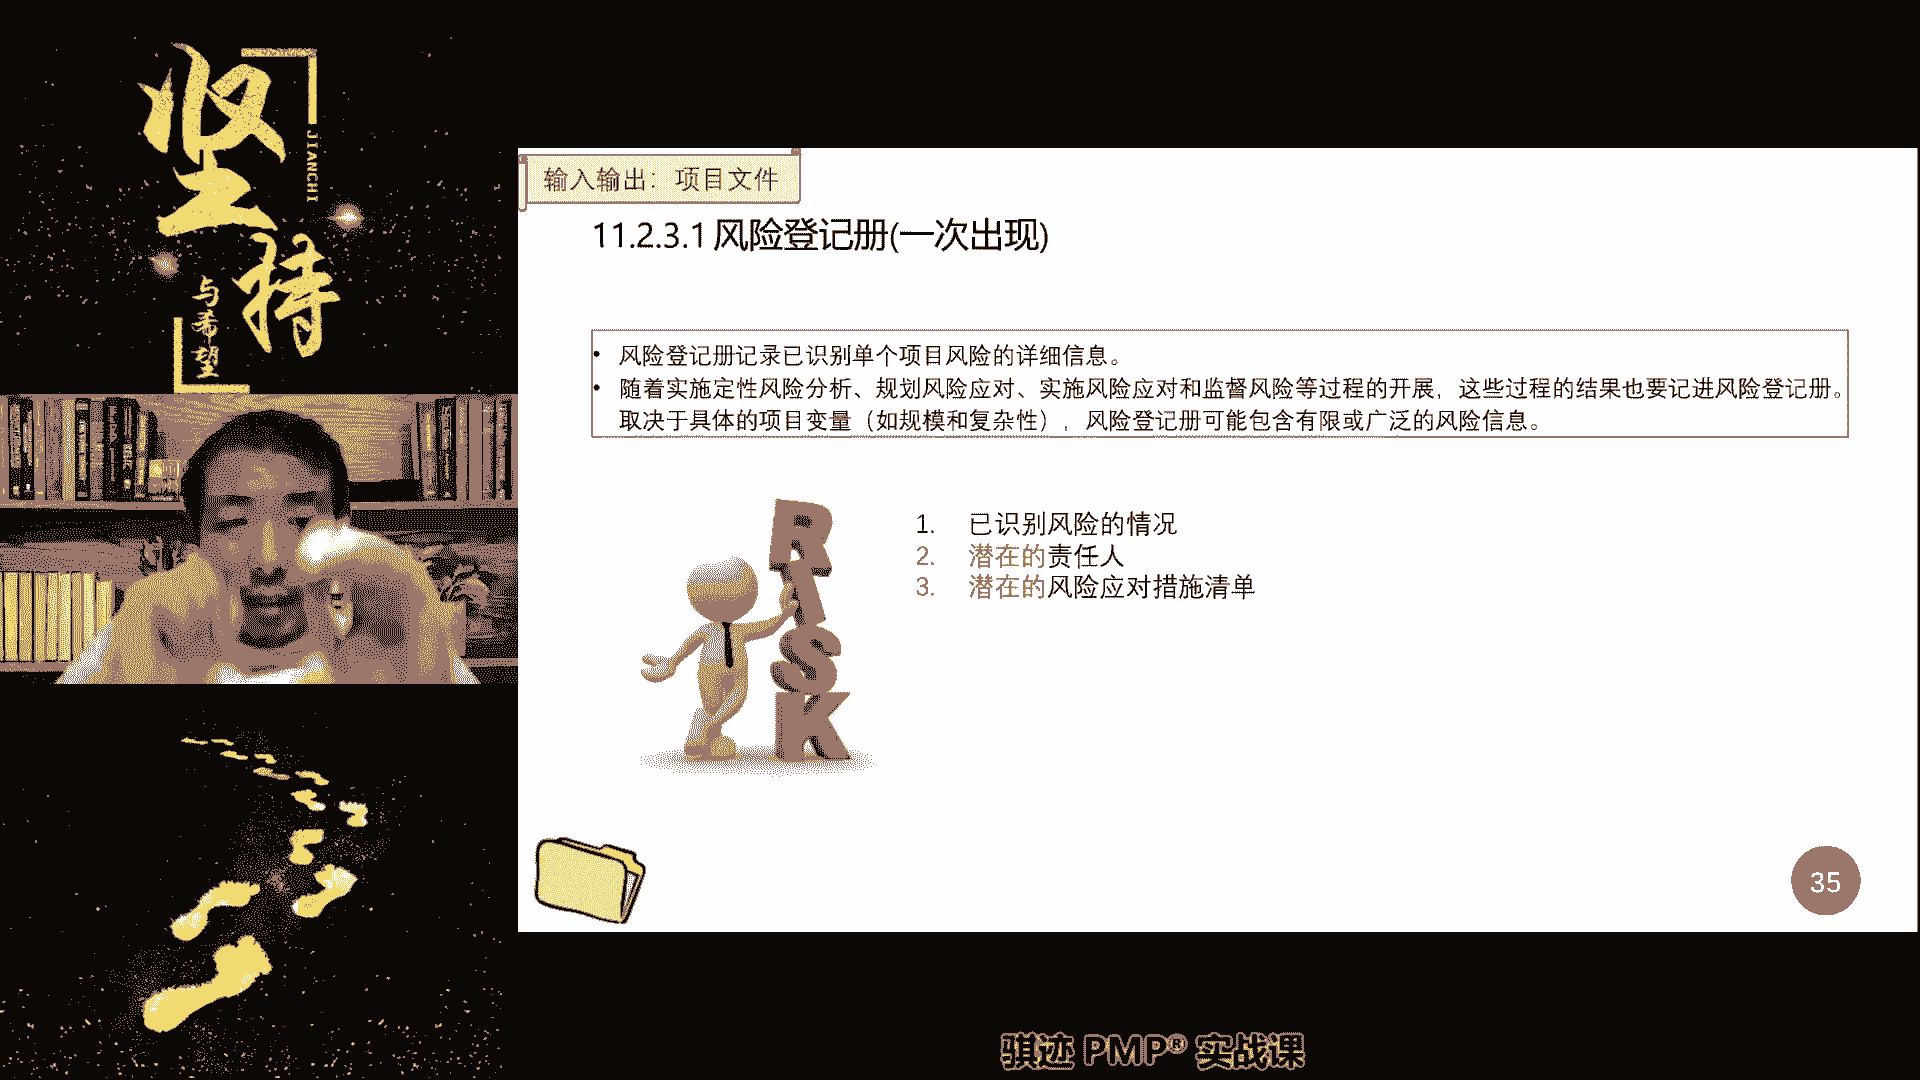 坚持
JIANCHI
与希望
输入输出：项目文件
11.2.3.1 风险登记册(一次出现)
• 风险登记册记录已识别单个项目风险的详细信息。
• 随着实施定性风险分析、规划风险应对、实施风险应对和监督风险等过程的开展，这些过程的结果也要记进风险登记册。
取决于具体的项目变量（如规模和复杂性），风险登记册可能包含有限或广泛的风险信息。
RISK
1. 已识别风险的情况
2. 潜在的责任人
3. 潜在的风险应对措施清单
35
骐迹 PMP® 实战课